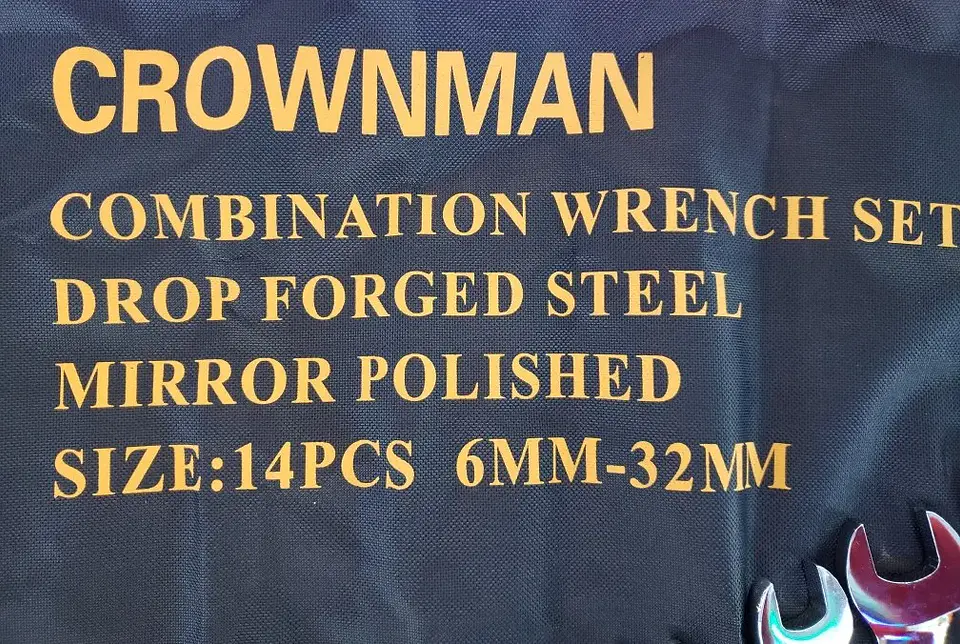 CROWNMAN
COMBINATION WRENCH SET
DROP FORGED STEEL
MIRROR POLISHED
SIZE:14PCS 6MM-32MM